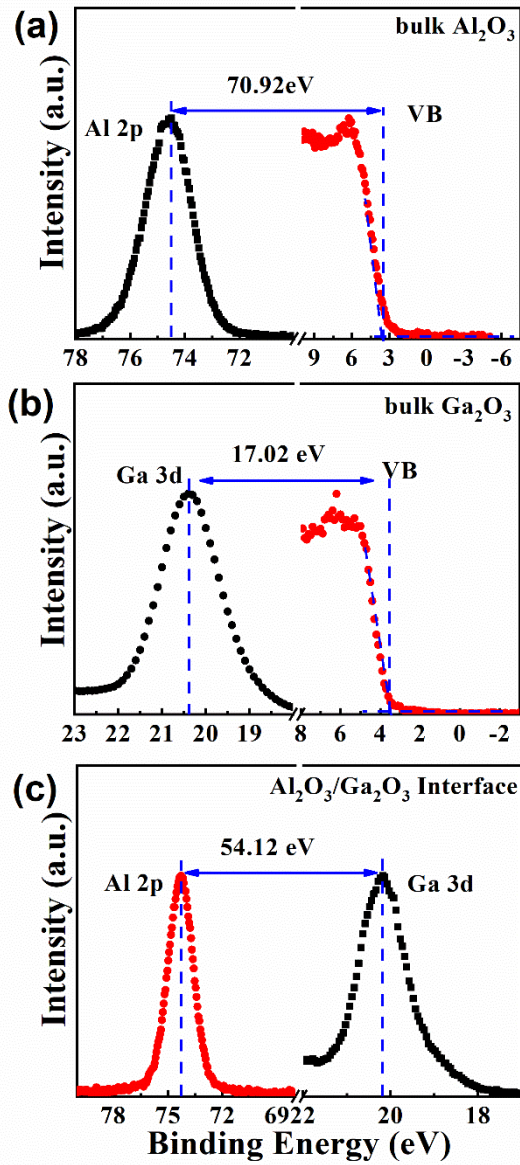 (a)
bulk Al₂O₃
70.92eV
Al 2p
VB
Intensity (a.u.)
78 76 74 72 9 6 3 0 -3 -6
(b)
bulk Ga₂O₃
17.02 eV
Ga 3d
VB
Intensity (a.u.)
23 22 21 20 19 8 6 4 2 0 -2
(c)
Al₂O₃/Ga₂O₃ Interface
54.12 eV
Al 2p
Ga 3d
Intensity (a.u.)
78 75 72 69 22 20 18
Binding Energy (eV)